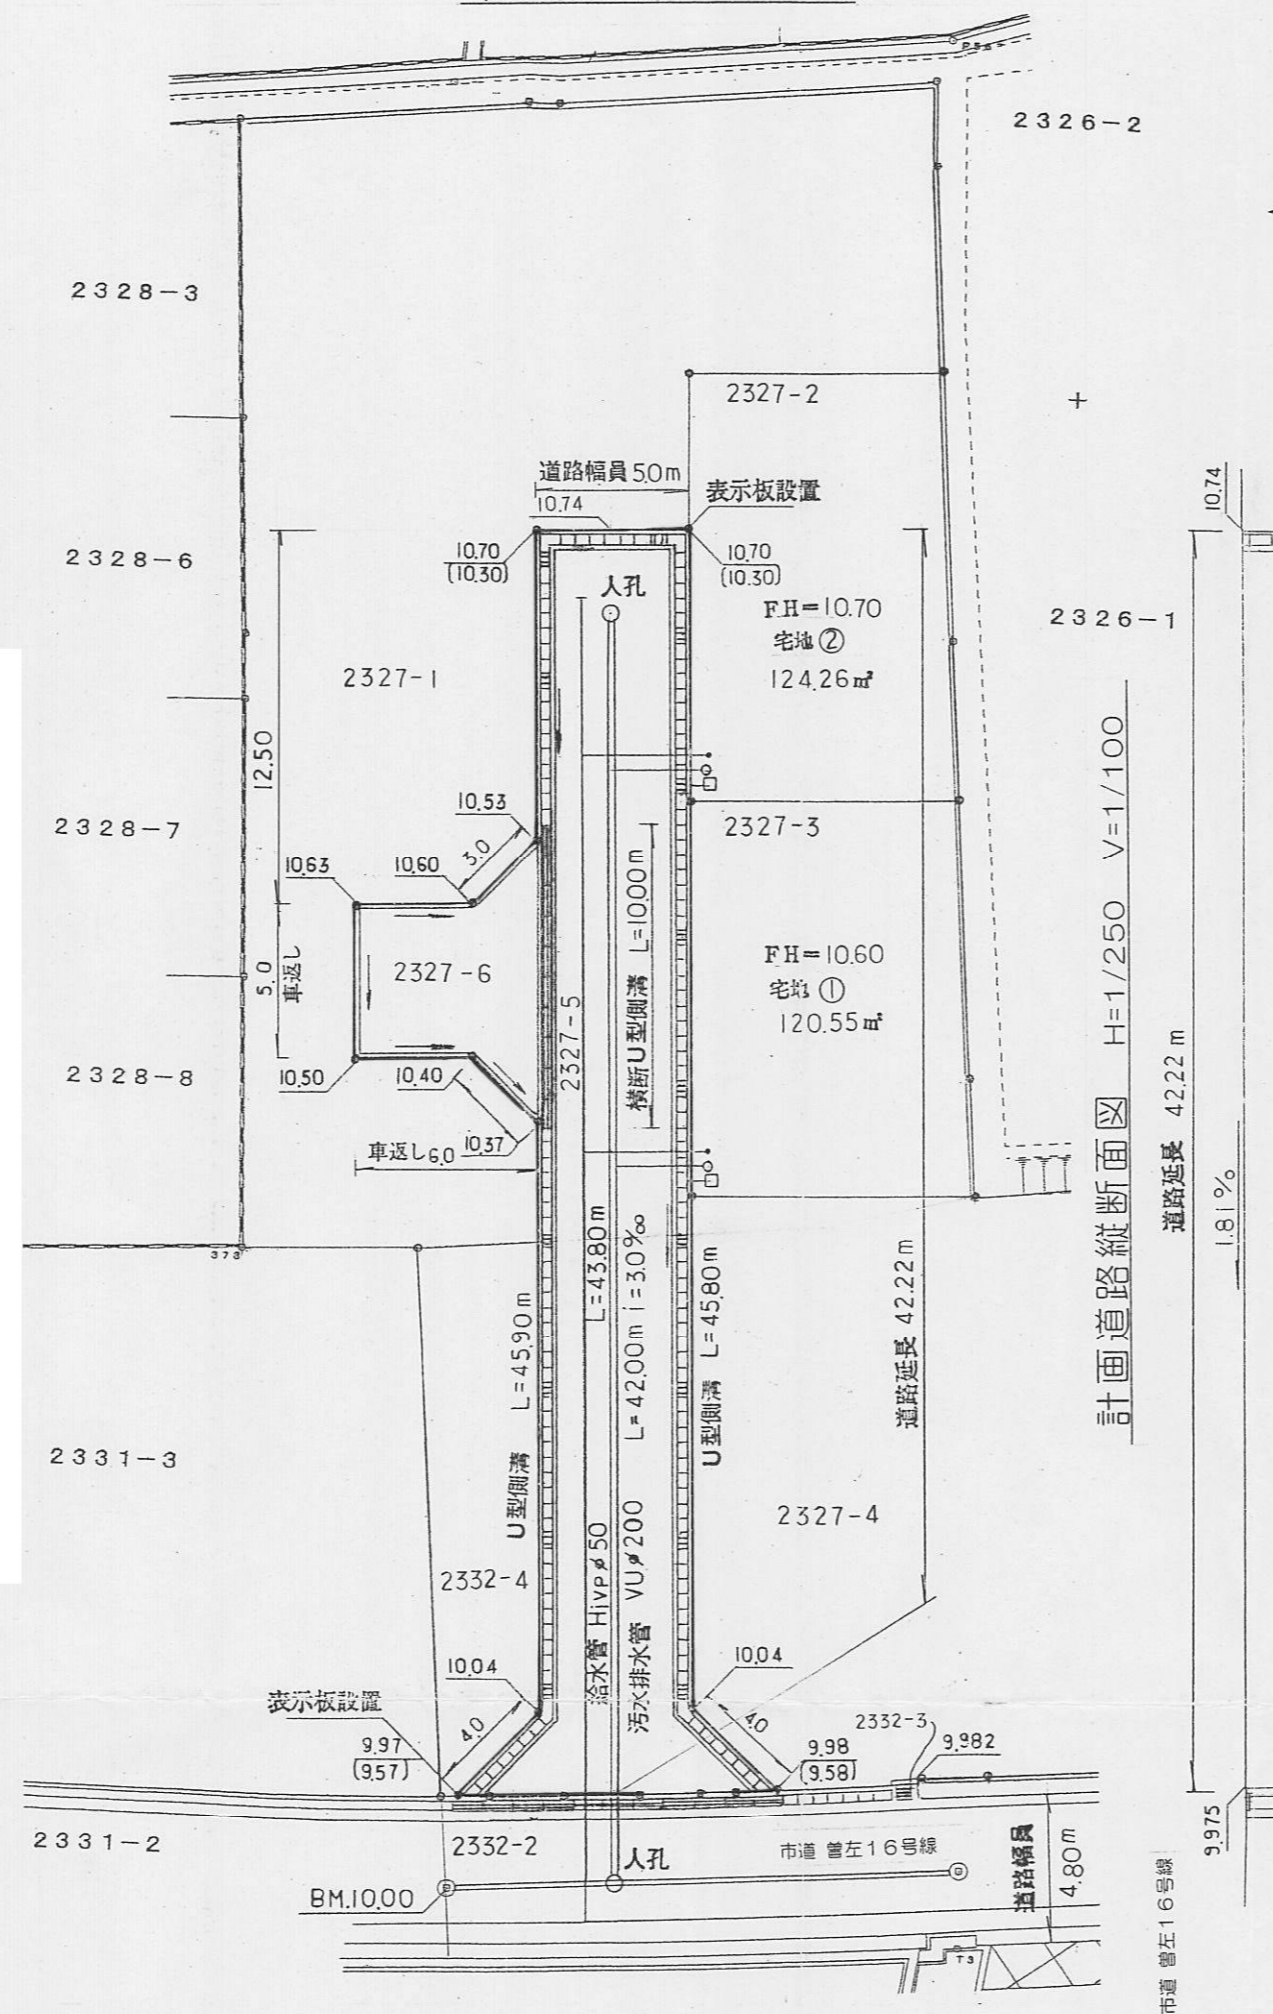 2326-2
2328-3
2327-2
道路幅員5.0m
10.74
表示板設置
10.70
(10.30)
10.70
(10.30)
人孔
2328-6
FH=10.70
宅地②
124.26㎡
2326-1
2327-1
12.50
10.53
3.0
2328-7
2327-3
10.63
10.60
5.0
車返し
2327-6
2327-5
横断U型側溝 L=10.00m
FH=10.60
宅地①
120.55㎡
2328-8
10.50
10.40
車返し6.0
10.37
373
L=43.80m
L=42.00m i=3.0‰
U型側溝 L=45.90m
U型側溝 L=45.80m
道路延長 42.22m
2331-3
2327-4
2332-4
給水管 Hivpφ50
汚水排水管 VUφ200
10.04
10.04
表示板設置
4.0
4.0
9.97
(9.57)
9.98
(9.58)
2332-3
9.982
2331-2
2332-2
人孔
市道 曽左16号線
BM.10.00
道路幅員
4.80m
T3
計画道路縦断面図 H=1/250 V=1/100
10.74
道路延長 42.22m
1.81%
9.975
市道 曽左16号線